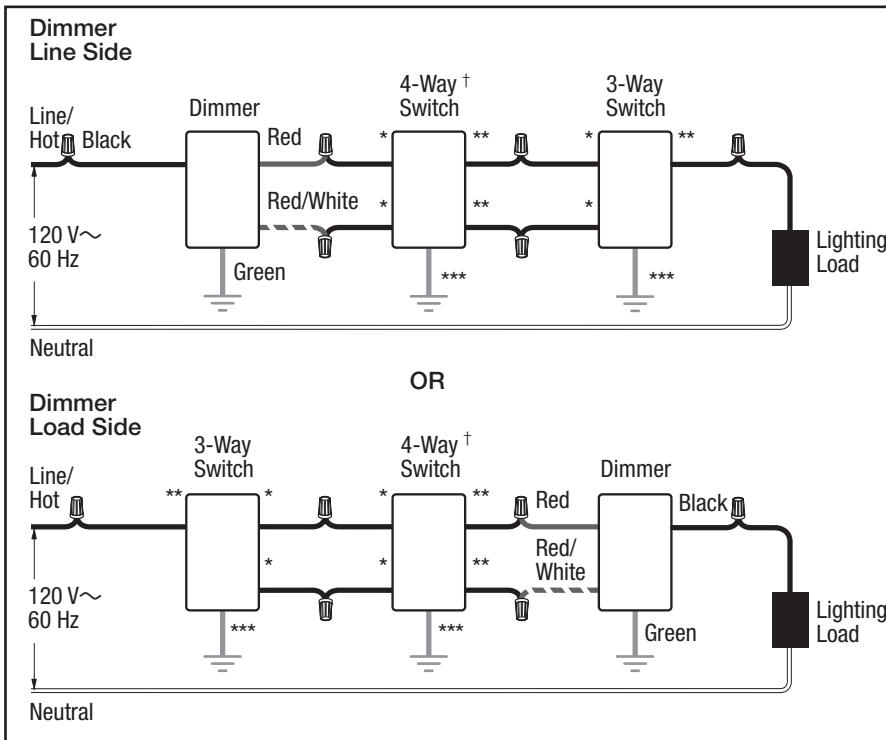 Dimmer
Line Side
4-Way †
Switch
3-Way
Switch
Dimmer
Line/
Hot
Black
Red
*
**
*
**
Red/White
*
**
*
120 V~
60 Hz
Green
***
***
Lighting
Load
Neutral
OR
Dimmer
Load Side
3-Way
Switch
4-Way †
Switch
Dimmer
Line/
Hot
**
*
*
**
Red
Black
*
*
**
Red/
White
120 V~
60 Hz
***
***
Green
Lighting
Load
Neutral